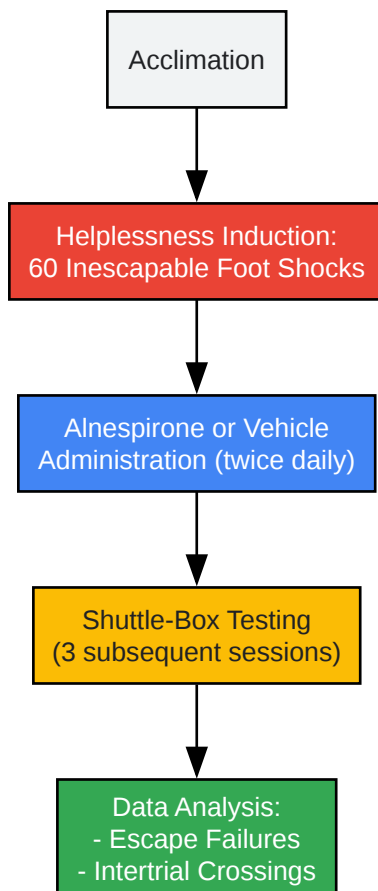 Acclimation
Helplessness Induction:
60 Inescapable Foot Shocks
Alnespirone or Vehicle
Administration (twice daily)
Shuttle-Box Testing
(3 subsequent sessions)
Data Analysis:
- Escape Failures
- Intertrial Crossings